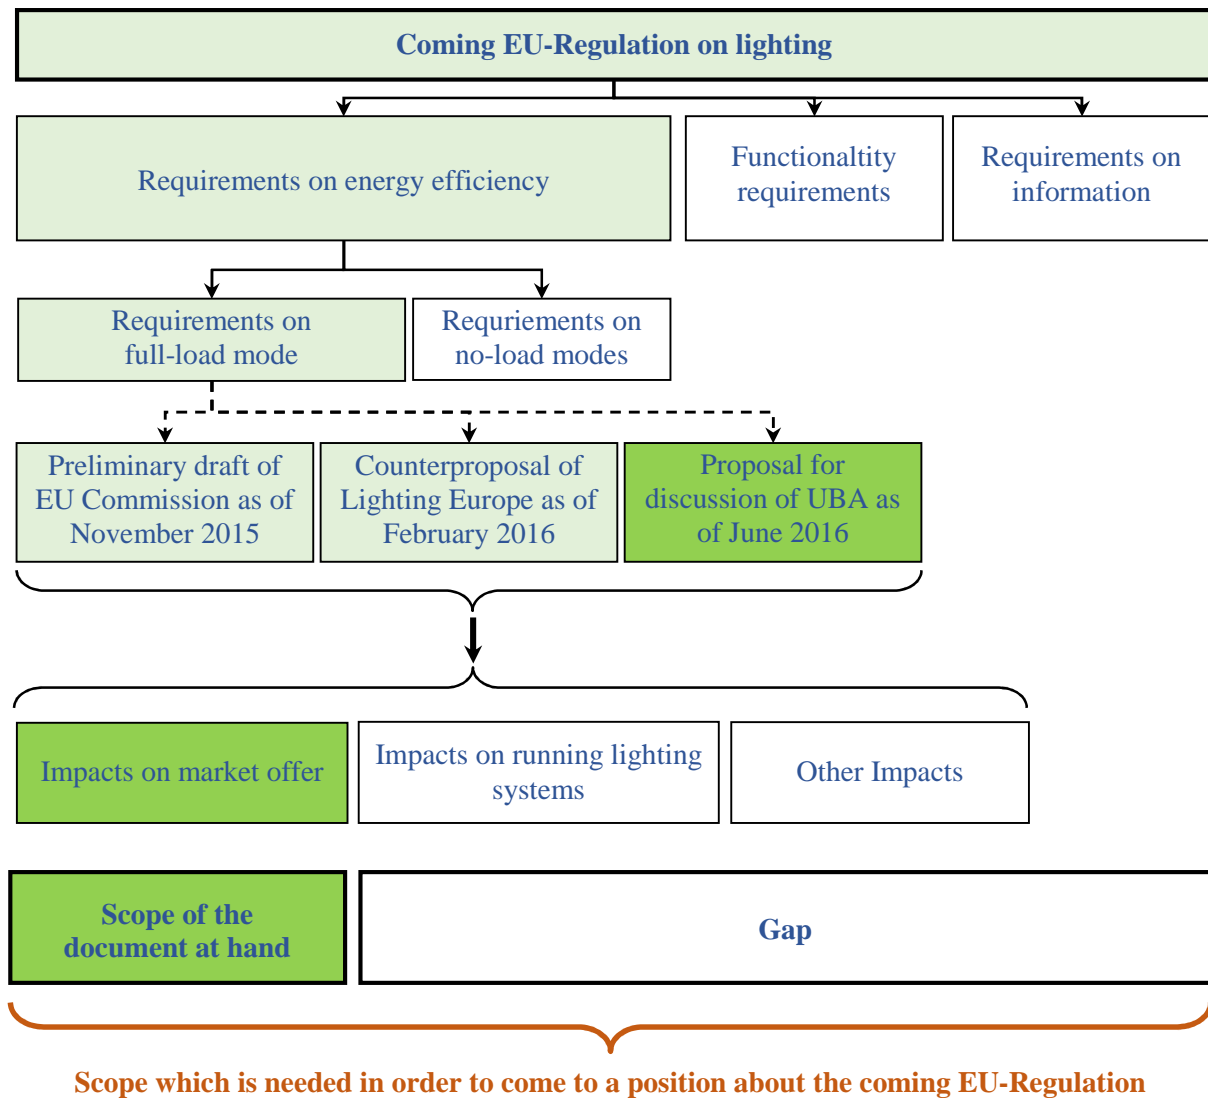 Coming EU-Regulation on lighting
Requirements on energy efficiency
Functionaltity
requirements
Requirements on
information
Requirements on
full-load mode
Requriements on
no-load modes
Preliminary draft of
EU Commission as of
November 2015
Counterproposal of
Lighting Europe as of
February 2016
Proposal for
discussion of UBA as
of June 2016
Impacts on market offer
Impacts on running lighting
systems
Other Impacts
Scope of the
document at hand
Gap
Scope which is needed in order to come to a position about the coming EU-Regulation